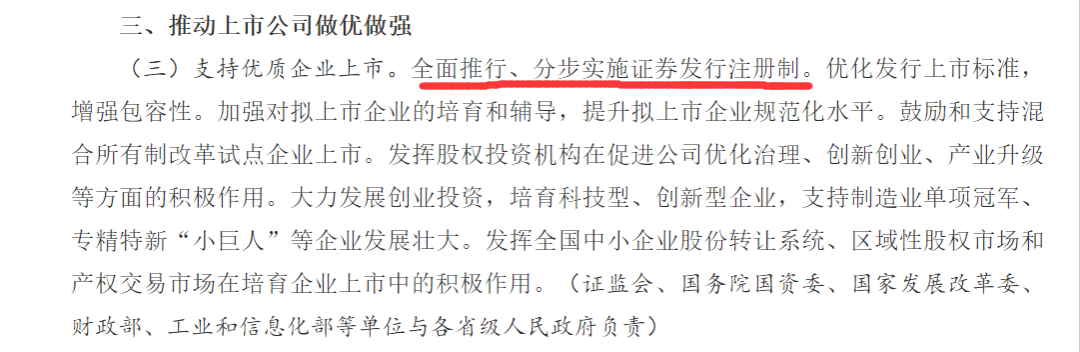 三、推动上市公司做优做强
（三）支持优质企业上市。全面推行、分步实施证券发行注册制。优化发行上市标准，
增强包容性。加强对拟上市企业的培育和辅导，提升拟上市企业规范化水平。鼓励和支持混
合所有制改革试点企业上市。发挥股权投资机构在促进公司优化治理、创新创业、产业升级
等方面的积极作用。大力发展创业投资，培育科技型、创新型企业，支持制造业单项冠军、
专精特新“小巨人”等企业发展壮大。发挥全国中小企业股份转让系统、区域性股权市场和
产权交易市场在培育企业上市中的积极作用。（证监会、国务院国资委、国家发展改革委、
财政部、工业和信息化部等单位与各省级人民政府负责）